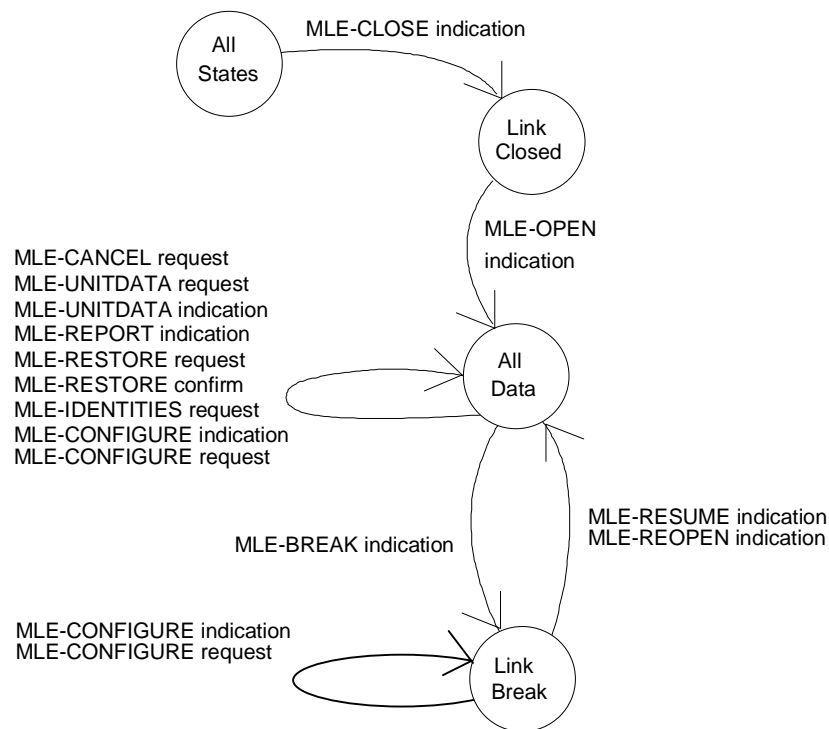 All
States
MLE-CLOSE indication
Link
Closed
MLE-OPEN
indication
MLE-CANCEL request
MLE-UNITDATA request
MLE-UNITDATA indication
MLE-REPORT indication
MLE-RESTORE request
MLE-RESTORE confirm
MLE-IDENTITIES request
MLE-CONFIGURE indication
MLE-CONFIGURE request
All
Data
MLE-BREAK indication
MLE-RESUME indication
MLE-REOPEN indication
MLE-CONFIGURE indication
MLE-CONFIGURE request
Link
Break